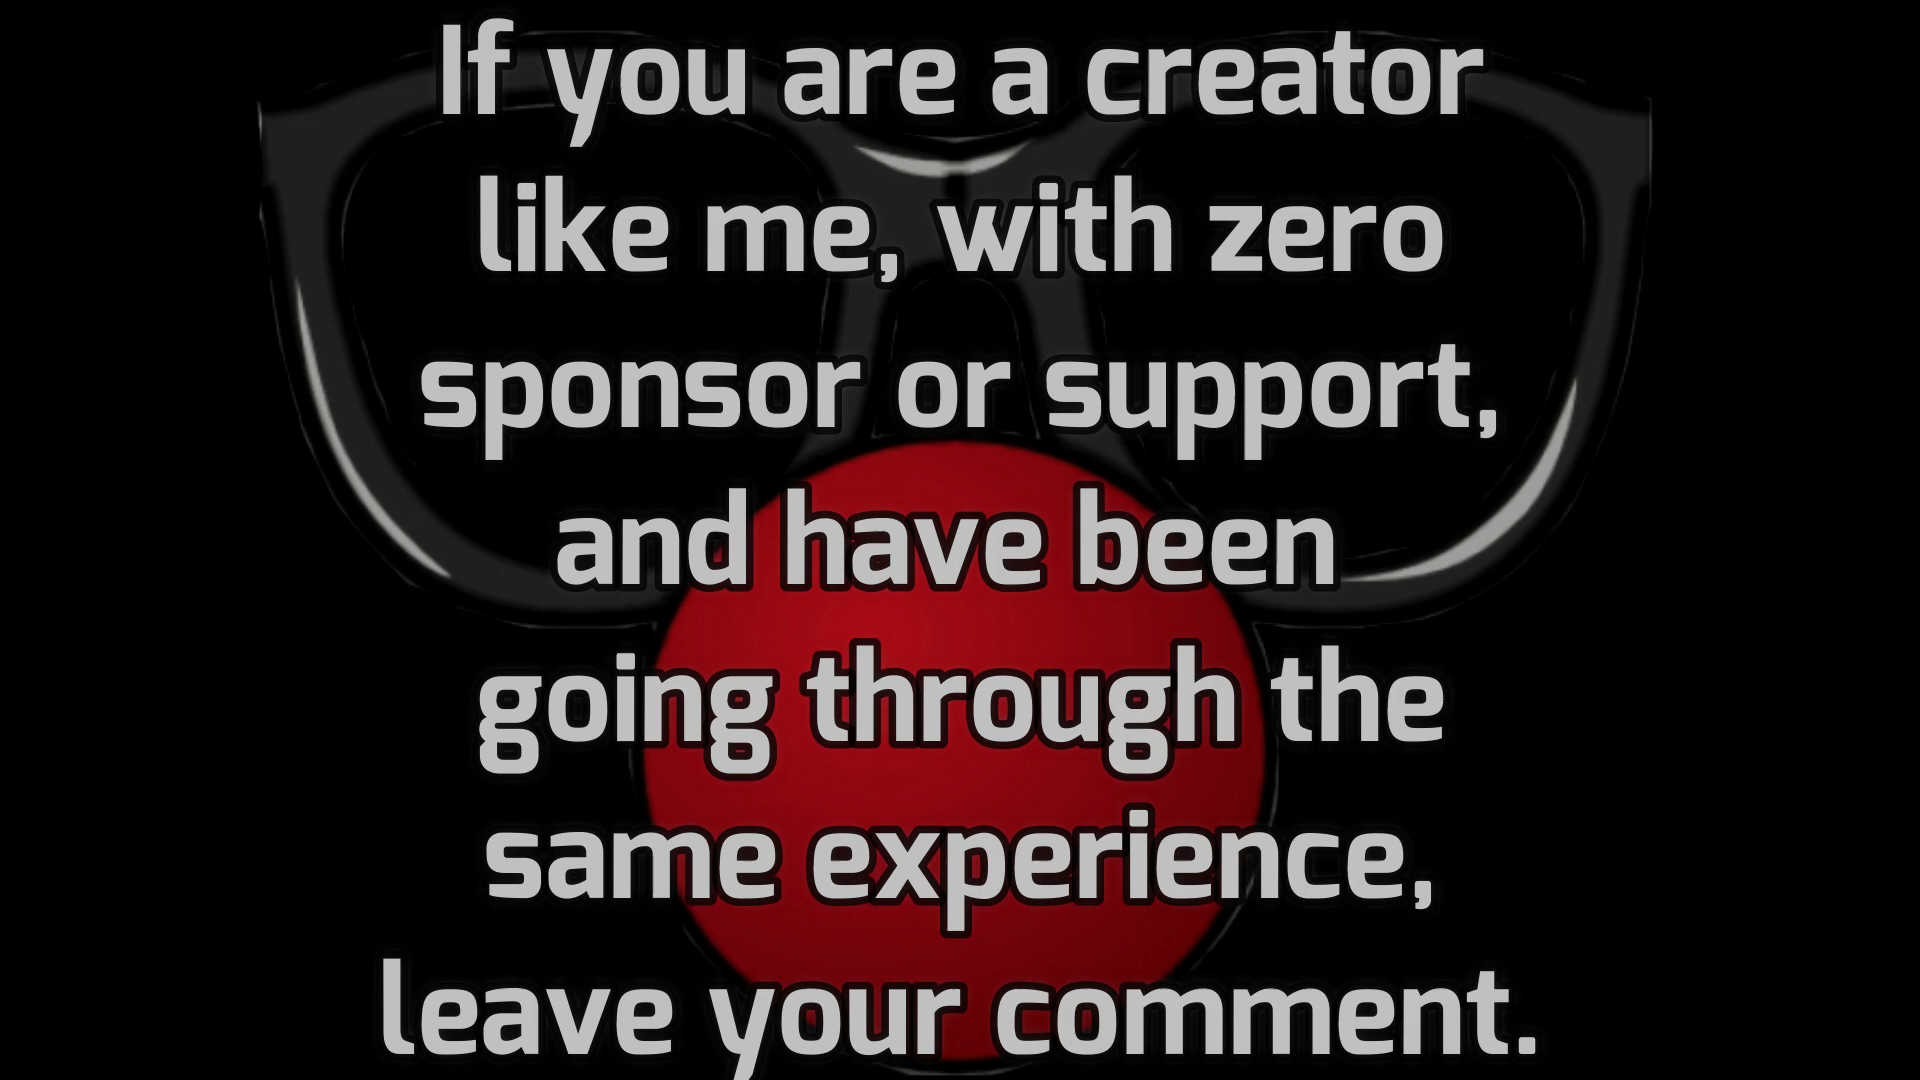 If you are a creator
like me, with zero
sponsor or support,
and have been
going through the
same experience,
leave your comment.